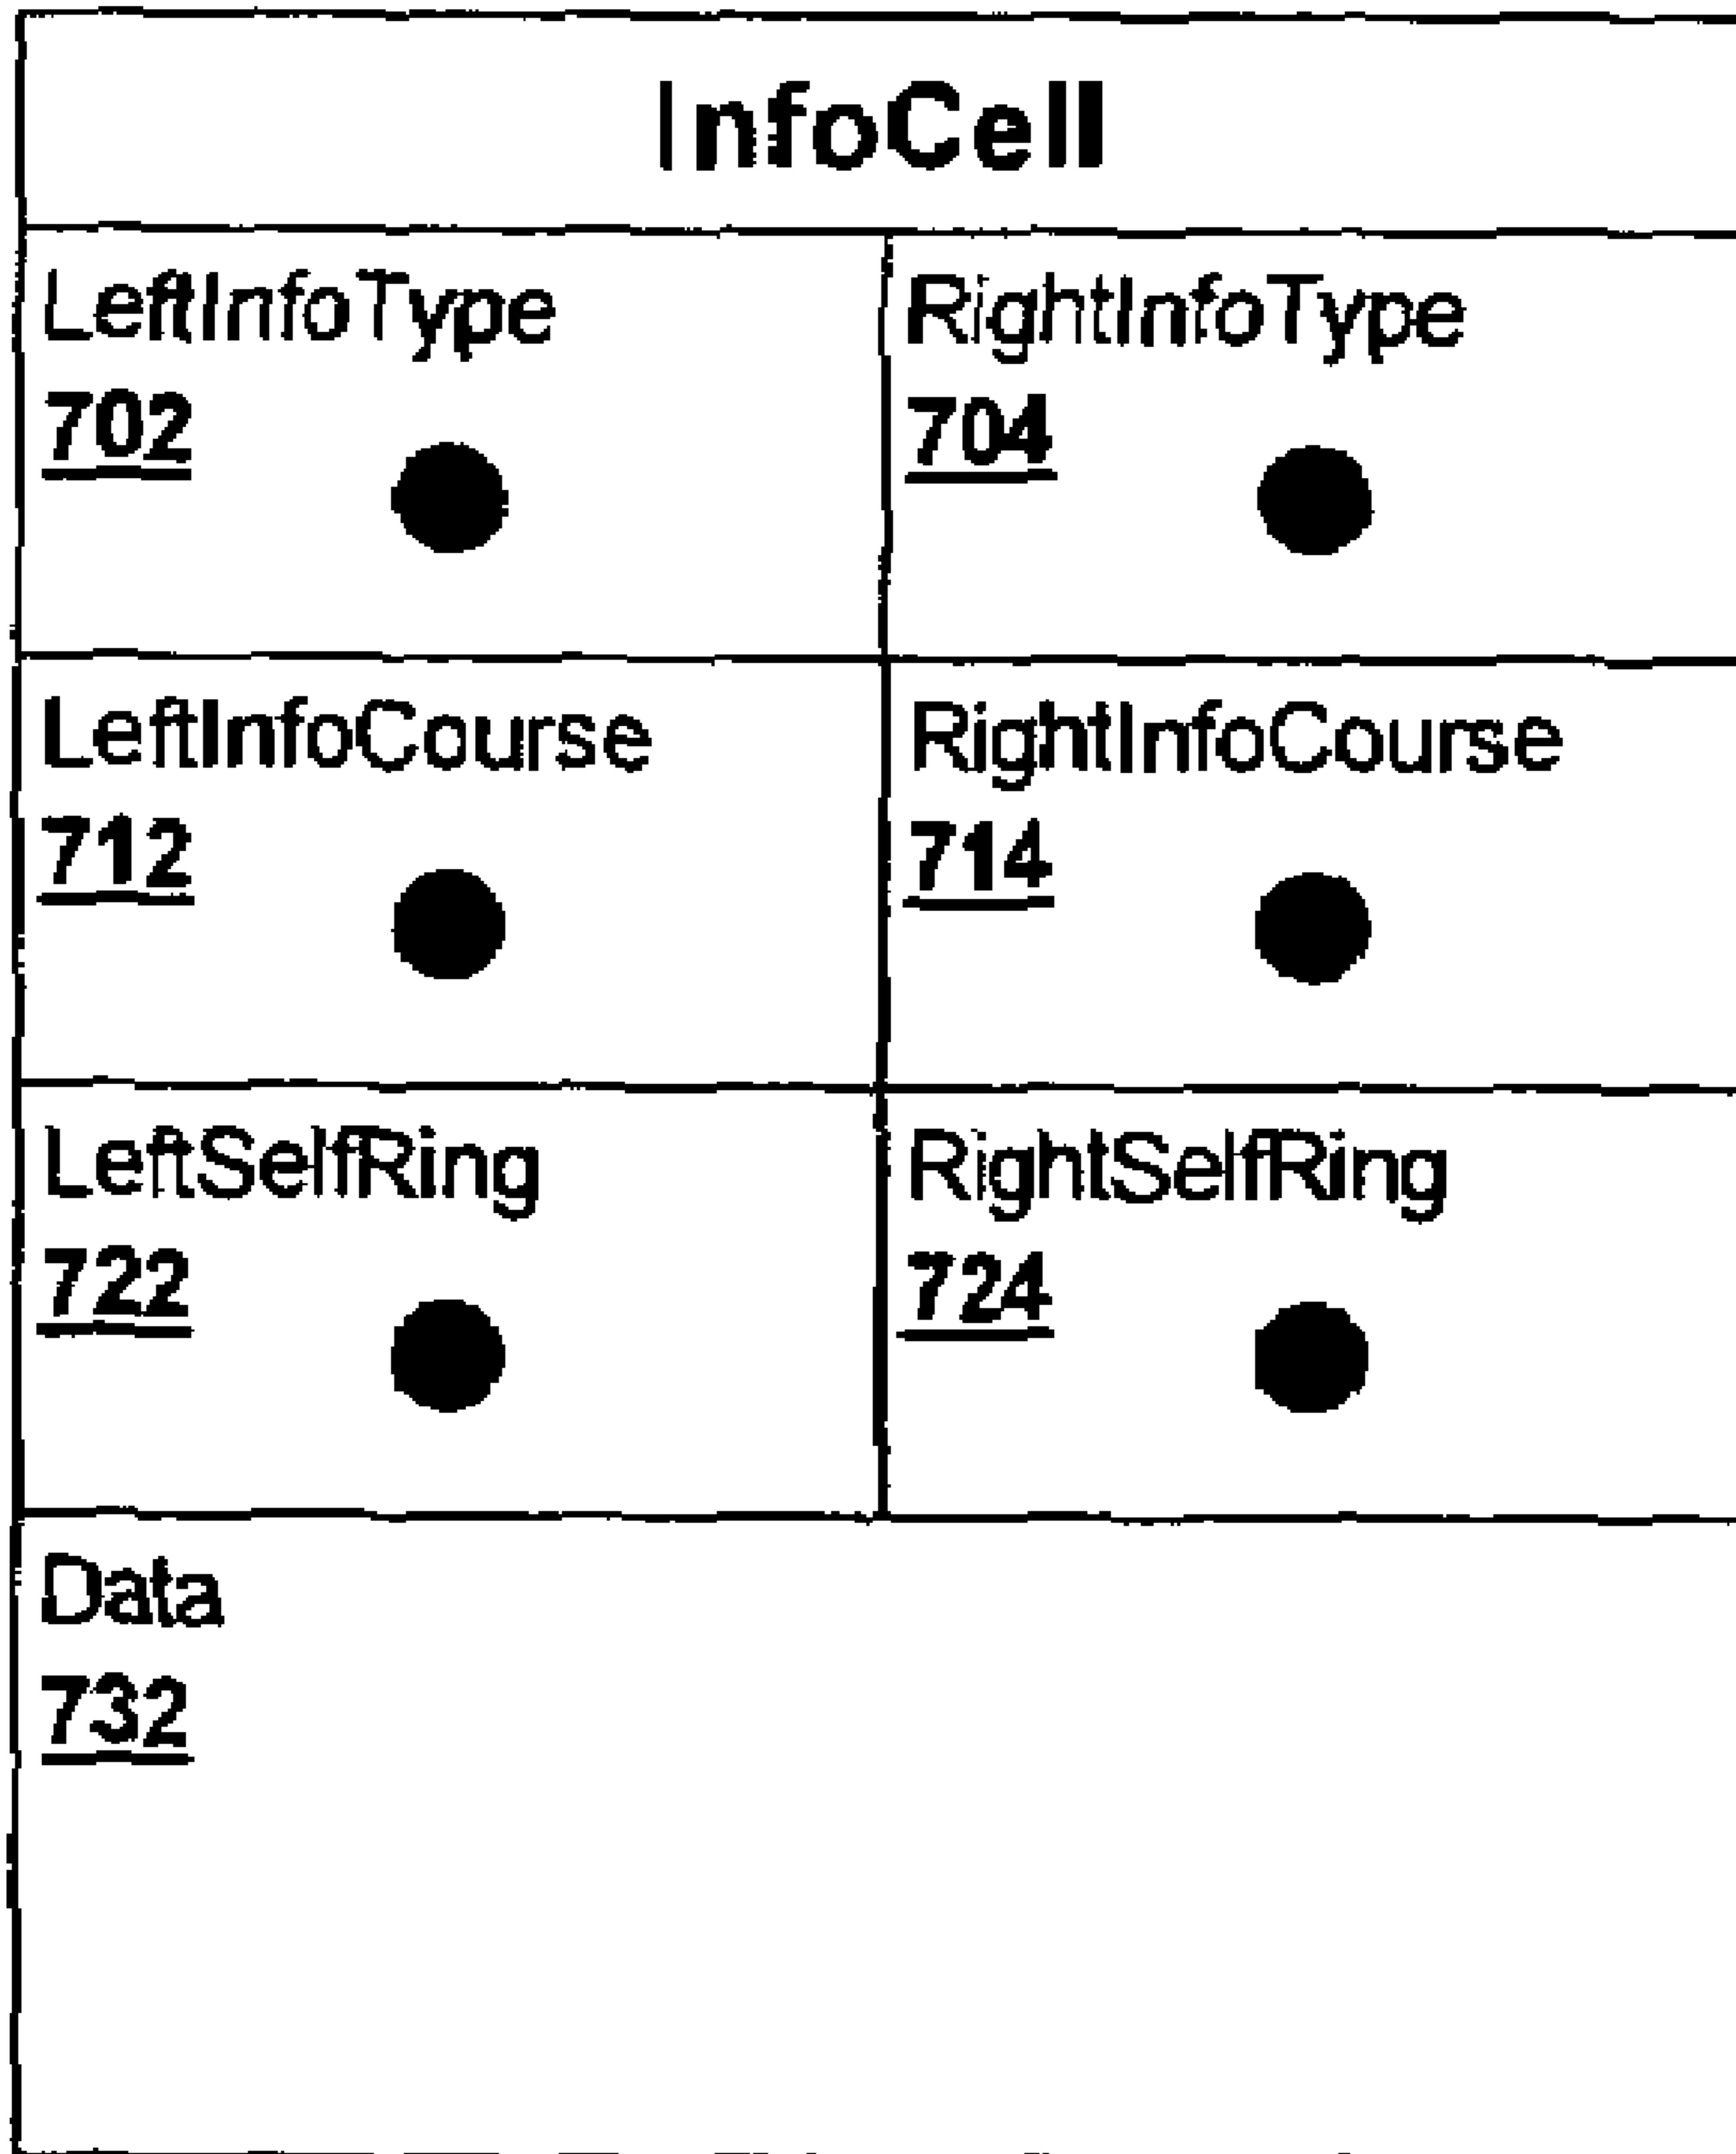 InfoCell
LeftInfoType
RightInfoType
702
704
LeftInfoCourse
RightInfoCourse
712
714
LeftSelfRing
RightSelfRing
722
724
Data
732